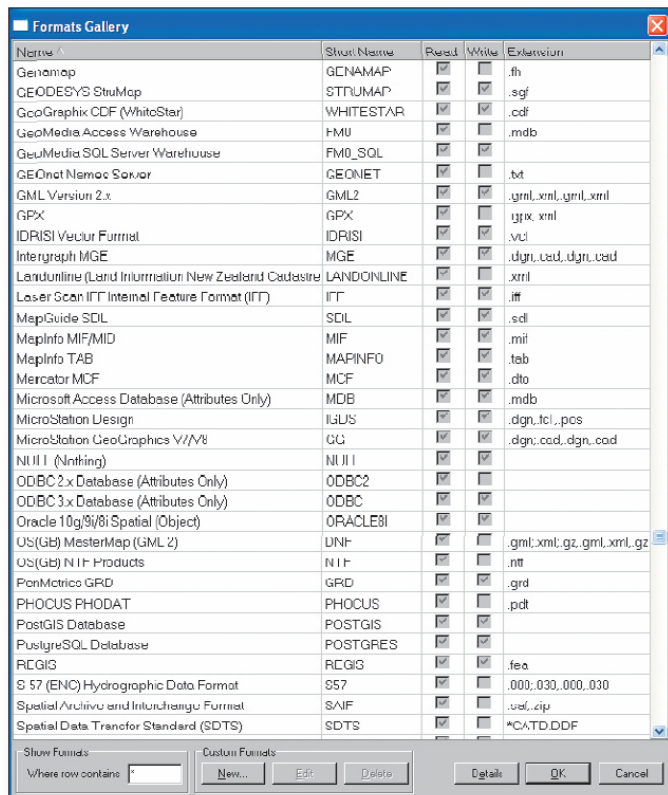 Formats Gallery
Name Short Name Read Write Extension
Genamap GENAMAP .fh
GEODESYS StruMap STRUMAP .sgf
GeoGraphix CDF (WhiteStar) WHITESTAR .cdf
GeoMedia Access Warehouse FM0 .mdb
GeoMedia SQL Server Warehouse FM0_SQL
GEOnet Names Server GEONET .txt
GML Version 2.x GML2 .gml;.xml;.gml;.xml
GPX GPX .gpx;.xml
IDRISI Vector Format IDRISI .vct
Intergraph MGE MGE .dgn;.cad;.dgn;.cad
Landonline (Land Information New Zealand Cadastre LANDONLINE .xml
Laser Scan IFF Internal Feature Format (IFF) IFF .iff
MapGuide SDL SDL .sdl
MapInfo MIF/MID MIF .mif
MapInfo TAB MAPINFO .tab
Mercator MCF MCF .dto
Microsoft Access Database (Attributes Only) MDB .mdb
MicroStation Design IGDS .dgn;.fcl;.pos
MicroStation GeoGraphics V7/V8 GG .dgn;.cad;.dgn;.cad
NULL (Nothing) NULL
ODBC 2.x Database (Attributes Only) ODBC2
ODBC 3.x Database (Attributes Only) ODBC
Oracle 10g/9i/8i Spatial (Object) ORACLE8I
OS(GB) MasterMap (GML 2) DNF .gml;.xml;.gz;.gml;.xml;.gz
OS(GB) NTF Products NTF .ntf
PenMetrics GRD GRD .grd
PHOCUS PHODAT PHOCUS .pdt
PostGIS Database POSTGIS
PostgreSQL Database POSTGRES
REGIS REGIS .fea
S-57 (ENC) Hydrographic Data Format S57 .000;.030;.000;.030
Spatial Archive and Interchange Format SAIF .saf;.zip
Spatial Data Transfer Standard (SDTS) SDTS *CATD.DDF
Show Formats Custom Formats
Where row contains * New... Edit Delete Details OK Cancel